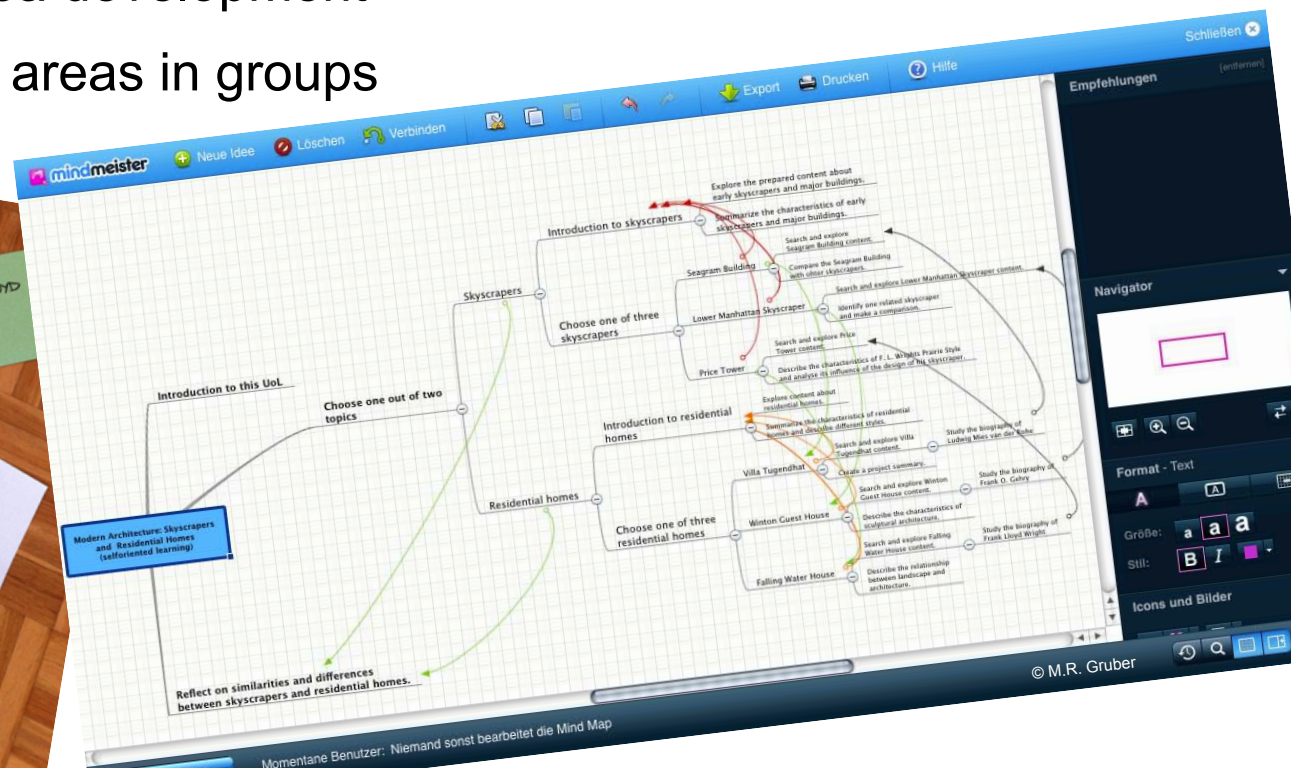 development
areas in groups
YD
Schließen
mindmeister
Neue Idee
Löschen
Verbinden
Export
Drucken
Hilfe
Empfehlungen
[entfernen]
Explore the prepared content about
early skyscrapers and major buildings.
Introduction to skyscrapers
Summarize the characteristics of early
skyscrapers and major buildings.
Search and explore
Seagram Building content.
Seagram Building
Compare the Seagram Building
with ohter skyscrapers.
Skyscrapers
Choose one of three
skyscrapers
Lower Manhattan Skyscraper
Search and explore Lower Manhattan Skyscraper content.
Identify one related skyscraper
and make a comparison.
Search and explore Price
Tower content.
Price Tower
Describe the characteristics of F. L. Wrights Prairie Style
and analyse its influence of the design of his skyscraper.
Introduction to this UoL
Choose one out of two
topics
Explore content about
residential homes.
Introduction to residential
homes
Summarize the characteristics of residential
homes and describe different styles.
Search and explore Villa
Tugendhat content.
Study the biography of
Ludwig Mies van der Rohe
Villa Tugendhat
Create a project summary.
Residential homes
Choose one of three
residential homes
Search and explore Winton
Guest House content.
Study the biography of
Frank O. Gehry
Winton Guest House
Describe the characteristics of
sculptural architecture.
Search and explore Falling
Water House content.
Study the biography of
Frank Lloyd Wright
Falling Water House
Describe the relationship
between landscape and
architecture.
Modern Architecture: Skyscrapers
and Residential Homes
(selforiented learning)
Reflect on similarities and differences
between skyscrapers and residential homes.
Navigator
Format - Text
A
A
Größe:
a a a
Stil:
B I
Icons und Bilder
© M.R. Gruber
Momentane Benutzer: Niemand sonst bearbeitet die Mind Map